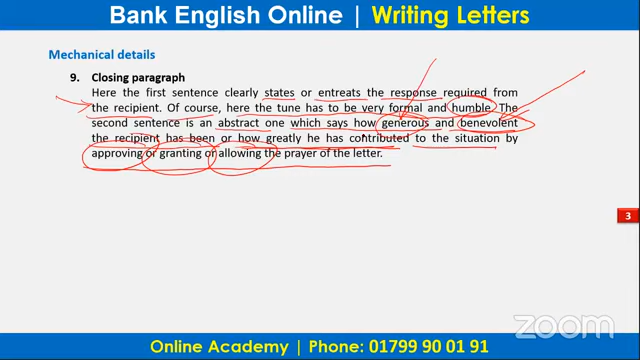 Bank English Online | Writing Letters
Mechanical details
9. Closing paragraph
Here the first sentence clearly states or entreats the response required from
the recipient. Of course, here the tune has to be very formal and humble. The
second sentence is an abstract one which says how generous and benevolent
the recipient has been or how greatly he has contributed to the situation by
approving or granting or allowing the prayer of the letter.
3
zoom
Online Academy | Phone: 01799 90 01 91